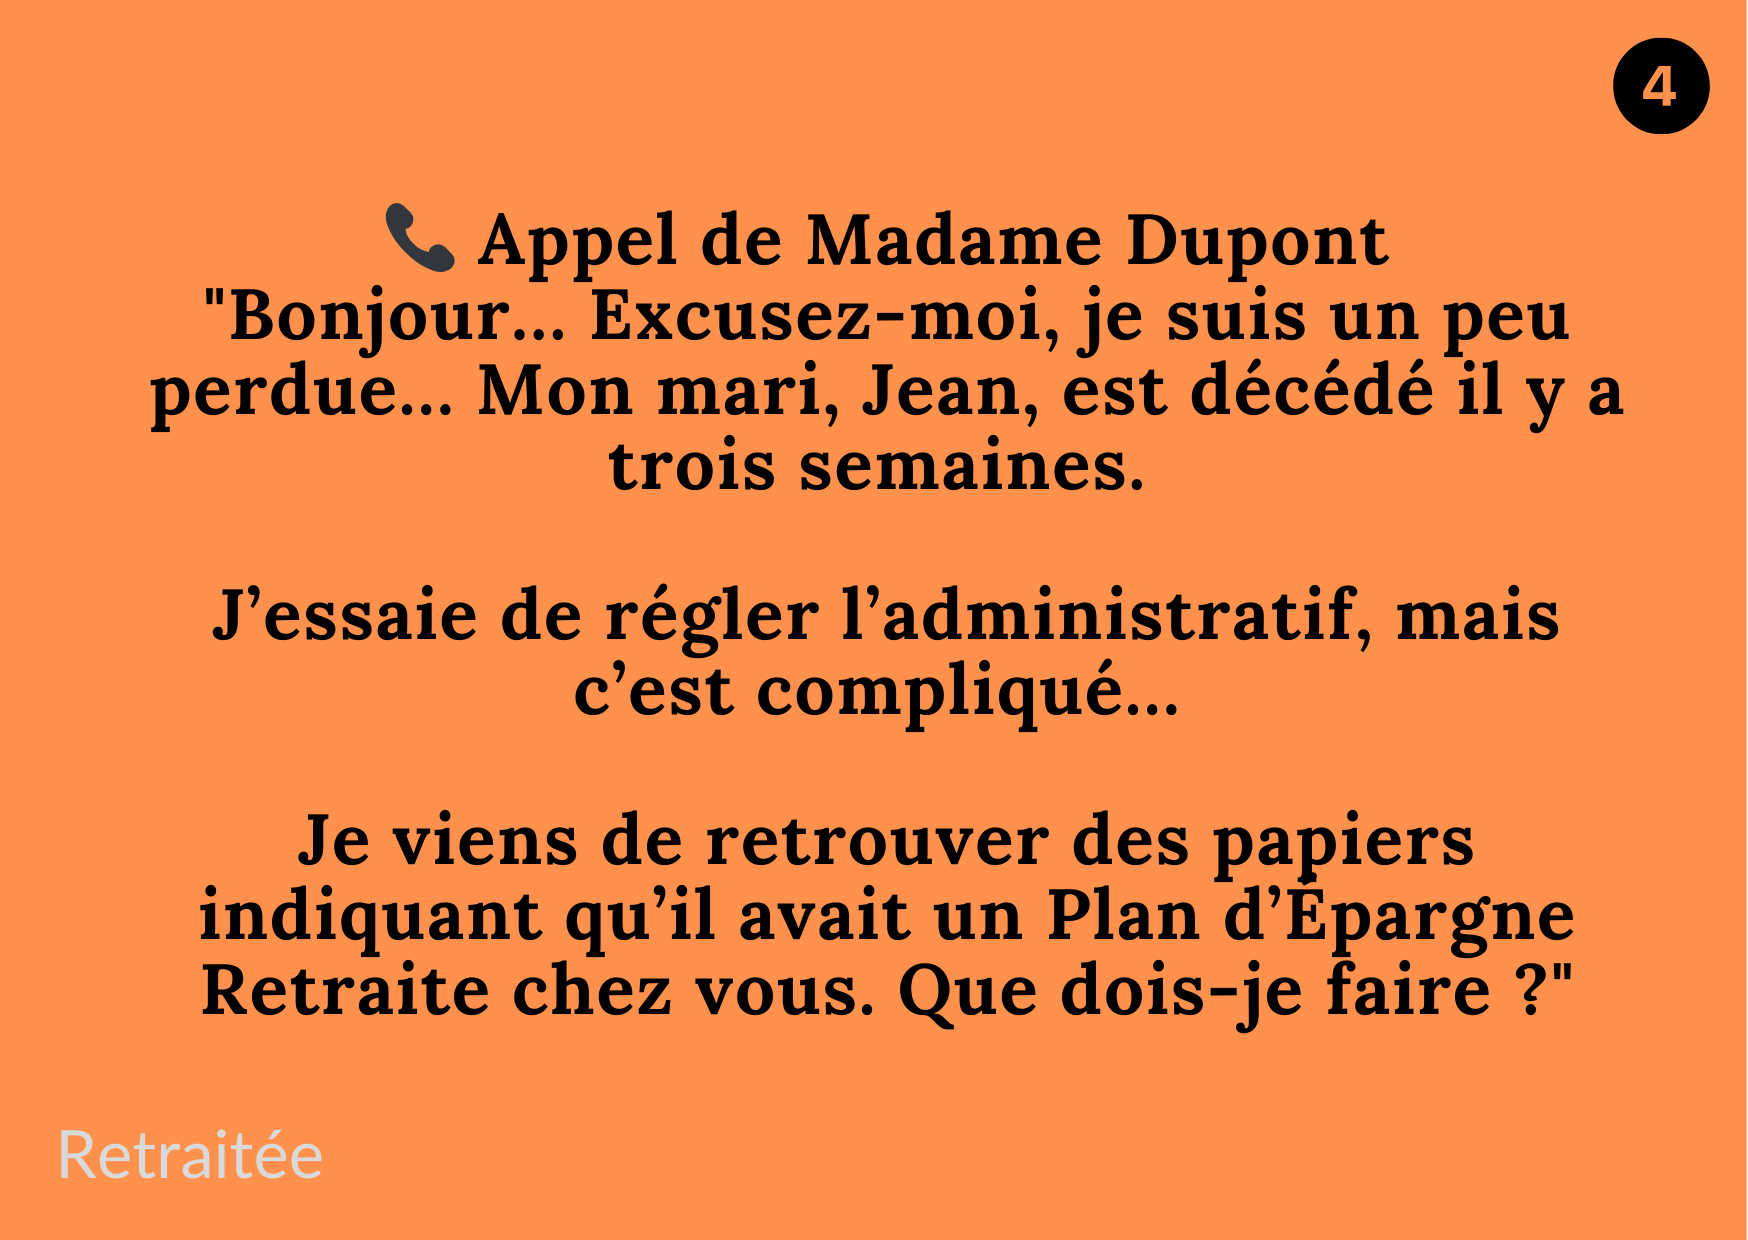 4
📞 Appel de Madame Dupont
"Bonjour... Excusez-moi, je suis un peu
perdue... Mon mari, Jean, est décédé il y a
trois semaines.
J’essaie de régler l’administratif, mais
c’est compliqué...
Je viens de retrouver des papiers
indiquant qu’il avait un Plan d’Épargne
Retraite chez vous. Que dois-je faire ?"
Retraitée